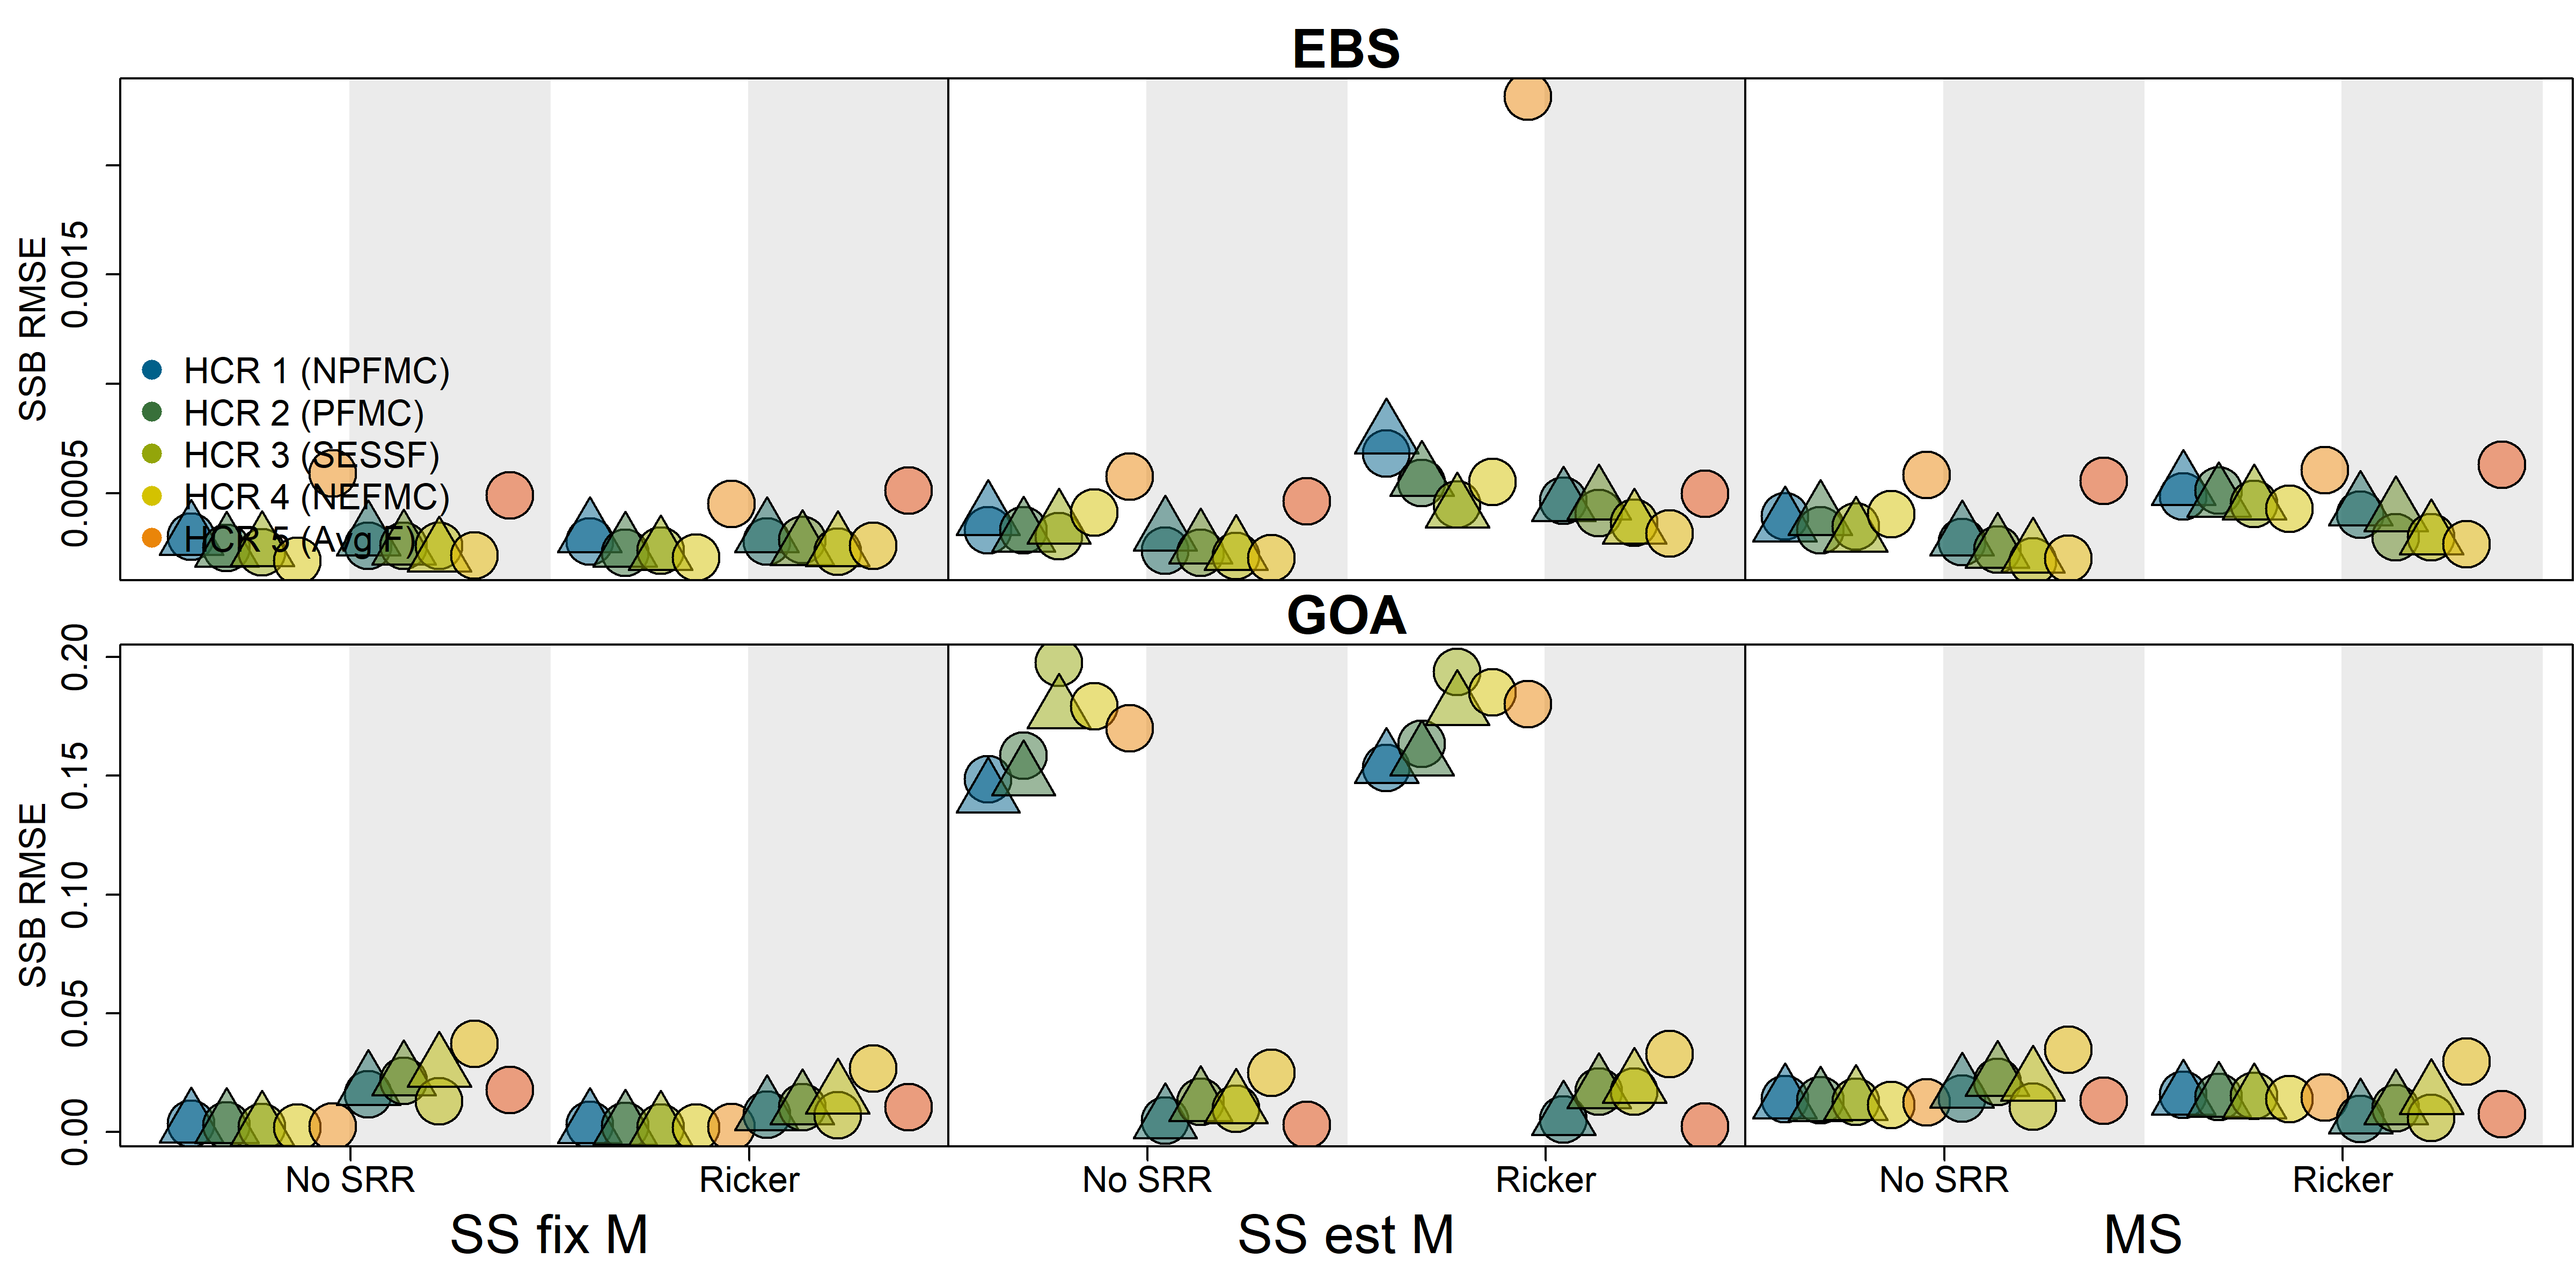 EBS
SSB RMSE
0.0015
0.0005
HCR 1 (NPFMC)
HCR 2 (PFMC)
HCR 3 (SESSF)
HCR 4 (NEFMC)
HCR 5 (Avg F)
GOA
SSB RMSE
0.20
0.15
0.10
0.05
0.00
No SRR
Ricker
No SRR
Ricker
No SRR
Ricker
SS fix M
SS est M
MS